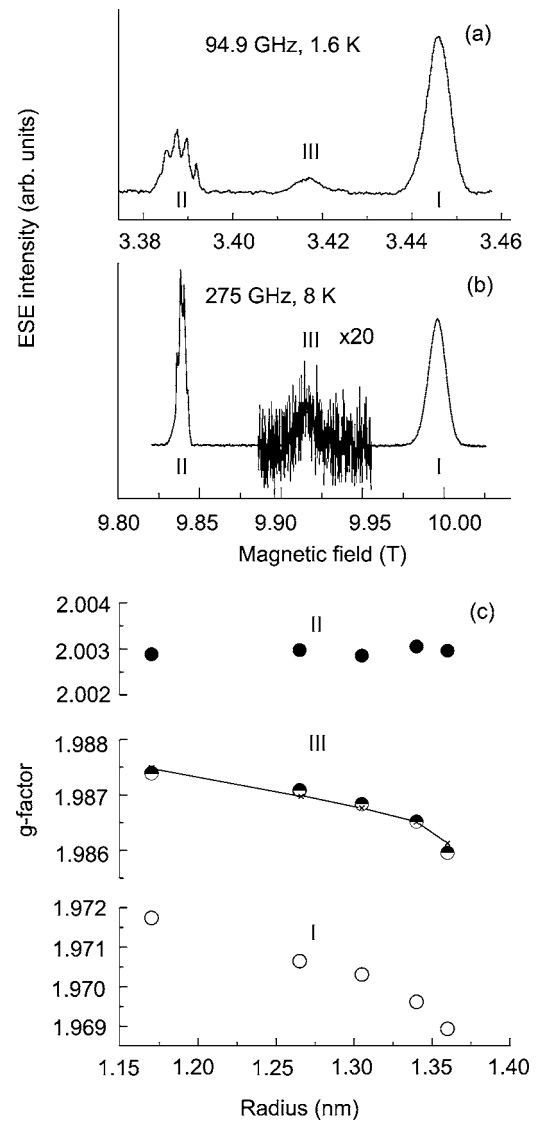 (a)
94.9 GHz, 1.6 K
III
II
I
3.38 3.40 3.42 3.44 3.46
ESE intensity (arb. units)
(b)
275 GHz, 8 K
III x20
II
I
9.80 9.85 9.90 9.95 10.00
Magnetic field (T)
(c)
2.004
II
2.003
2.002
1.988
III
1.987
1.986
g-factor
1.972
I
1.971
1.970
1.969
1.15 1.20 1.25 1.30 1.35 1.40
Radius (nm)